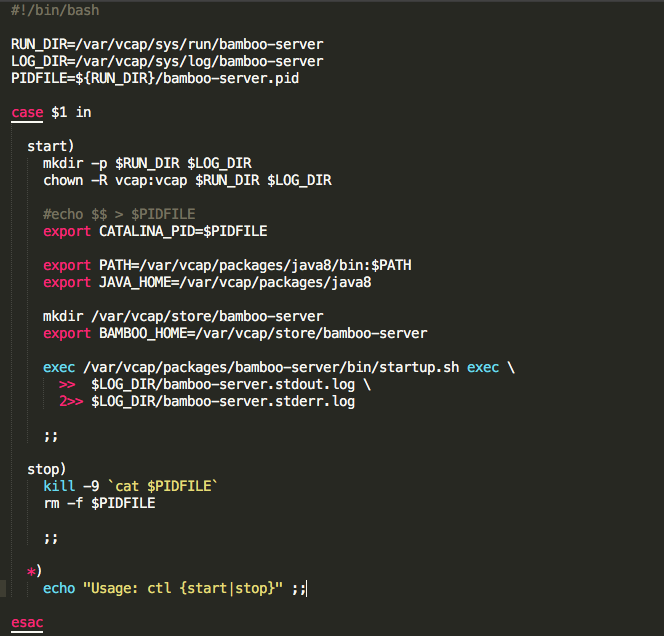 #!/bin/bash
RUN_DIR=/var/vcap/sys/run/bamboo-server
LOG_DIR=/var/vcap/sys/log/bamboo-server
PIDFILE=${RUN_DIR}/bamboo-server.pid
case $1 in
start)
mkdir -p $RUN_DIR $LOG_DIR
chown -R vcap:vcap $RUN_DIR $LOG_DIR
#echo $$ > $PIDFILE
export CATALINA_PID=$PIDFILE
export PATH=/var/vcap/packages/java8/bin:$PATH
export JAVA_HOME=/var/vcap/packages/java8
mkdir /var/vcap/store/bamboo-server
export BAMBOO_HOME=/var/vcap/store/bamboo-server
exec /var/vcap/packages/bamboo-server/bin/startup.sh exec \
>>  $LOG_DIR/bamboo-server.stdout.log \
2>> $LOG_DIR/bamboo-server.stderr.log
;;
stop)
kill -9 `cat $PIDFILE`
rm -f $PIDFILE
;;
*)
echo "Usage: ctl {start|stop}" ;;
esac